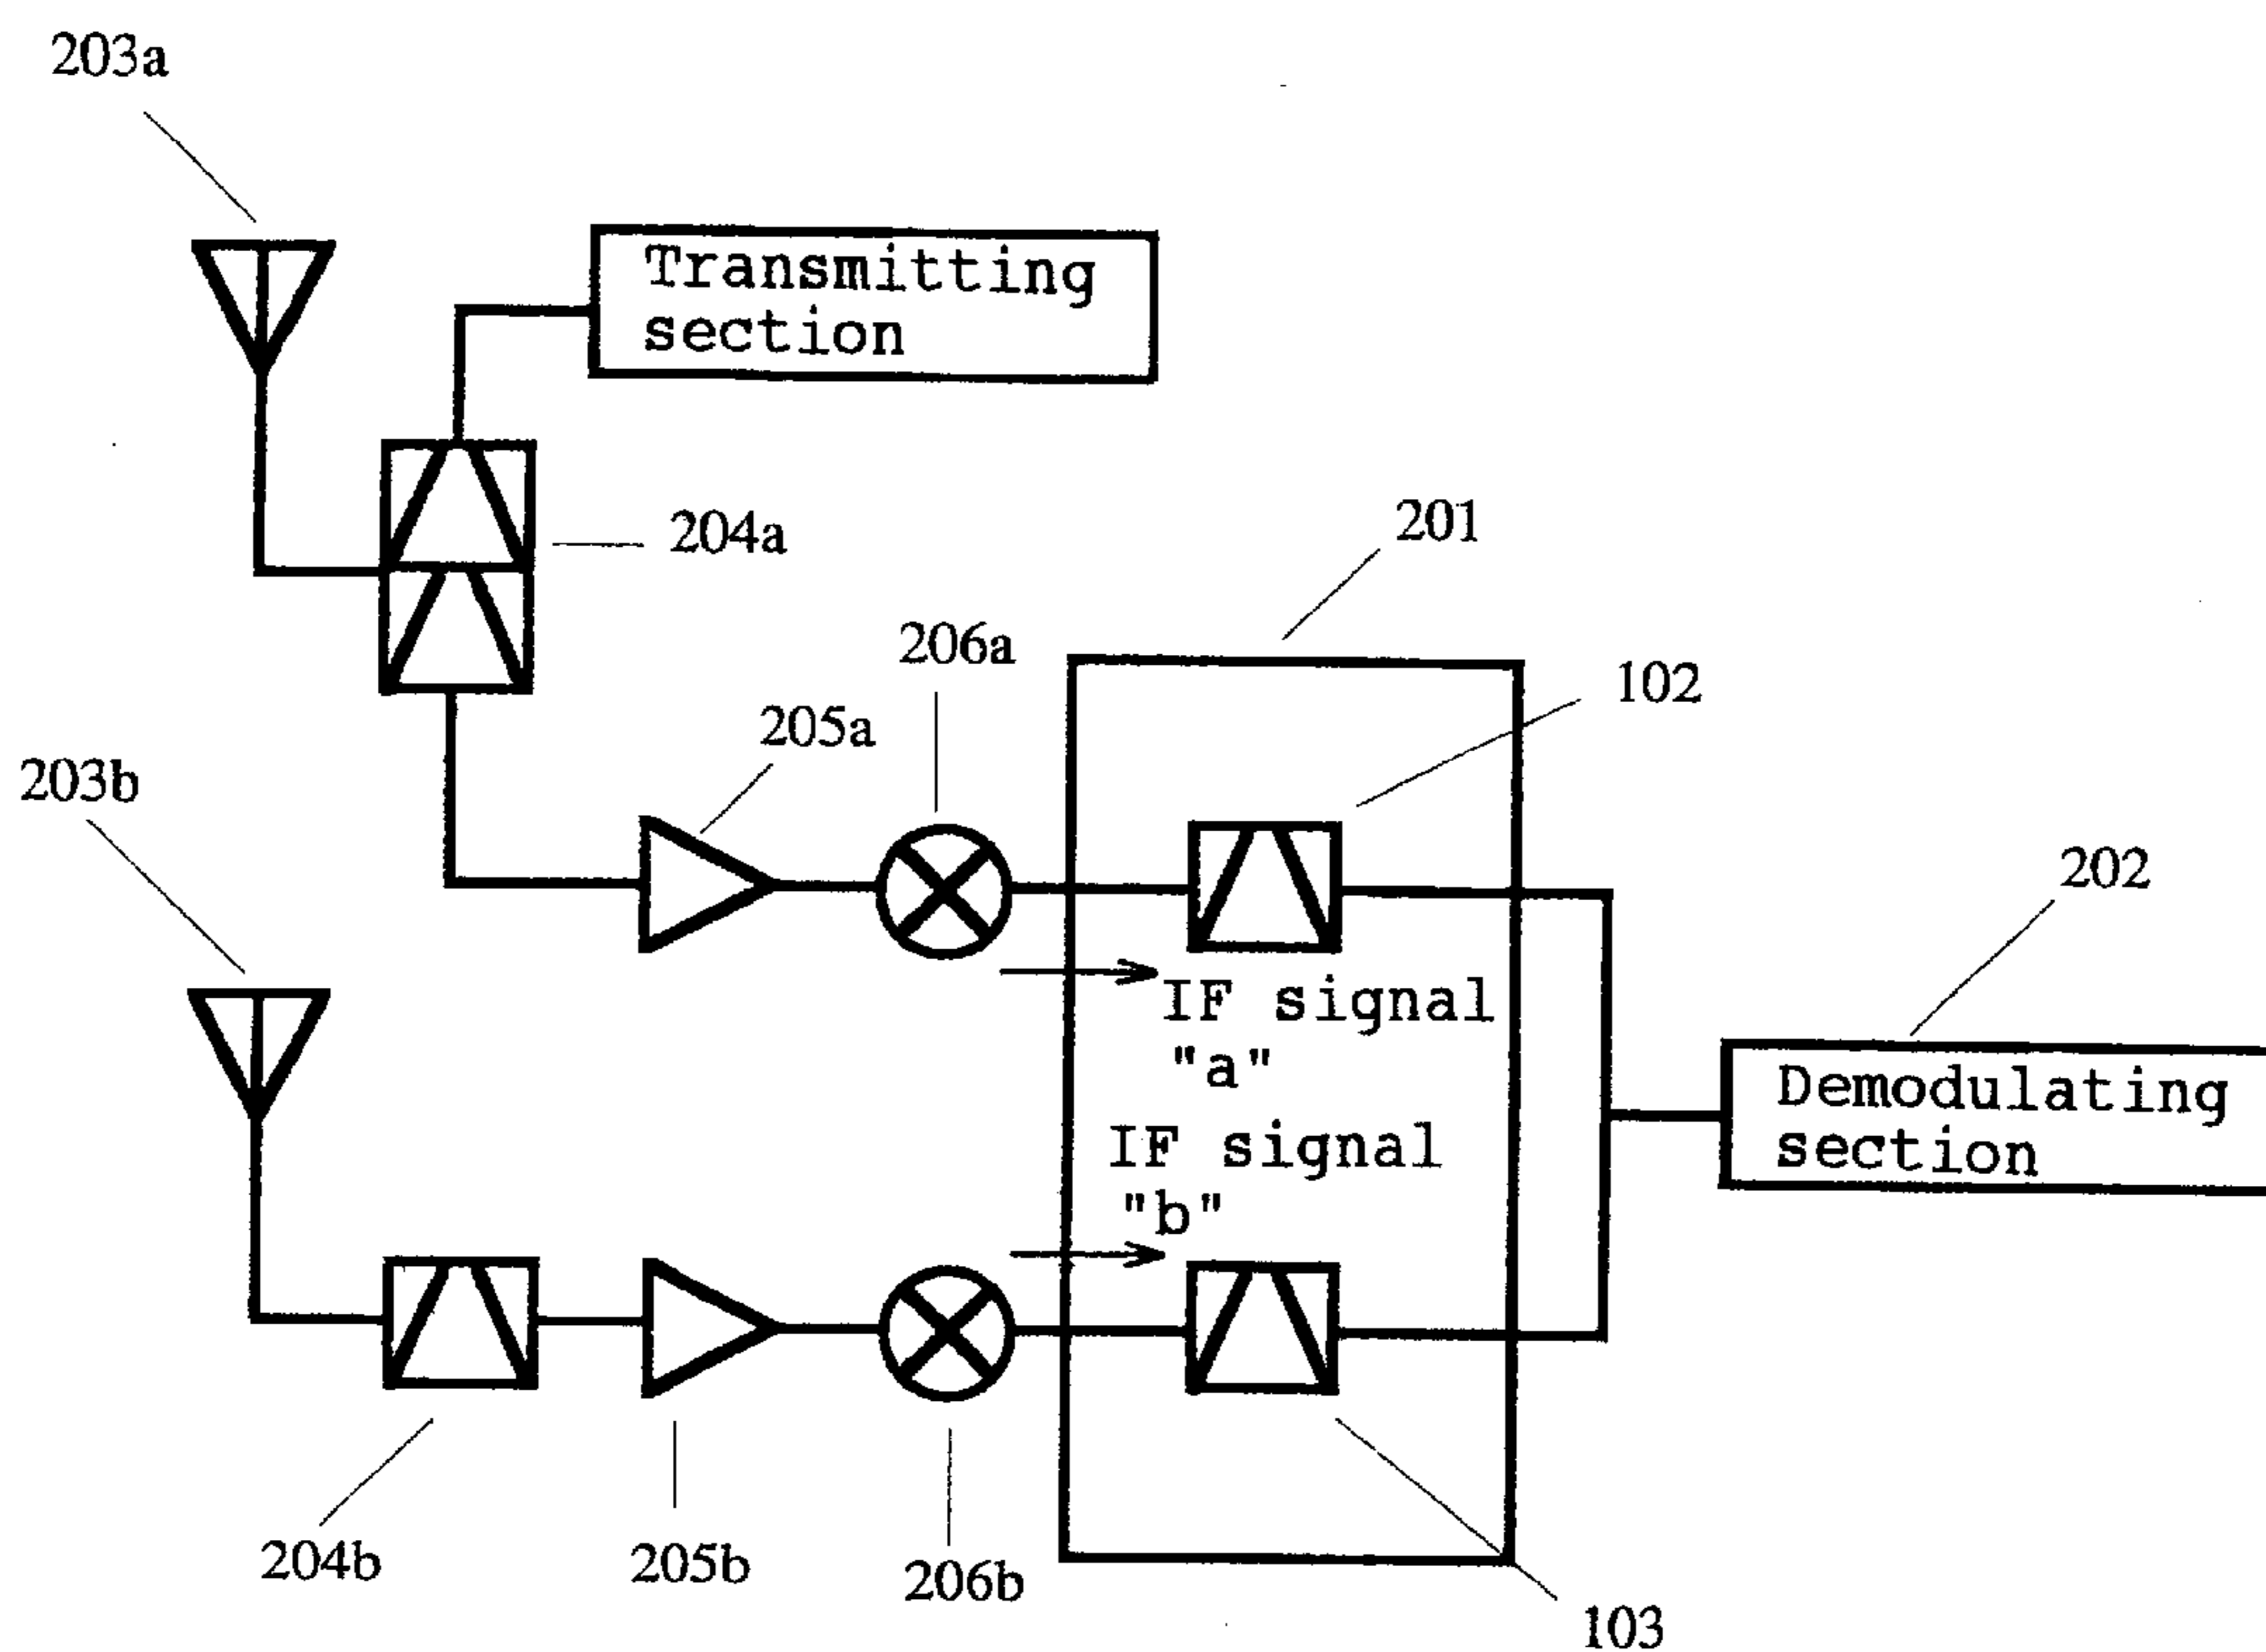 203a
Transmitting
section
204a
201
206a
102
205a
203b
202
IF signal
"a"
Demodulating
section
IF signal
"b"
204b
205b
206b
103